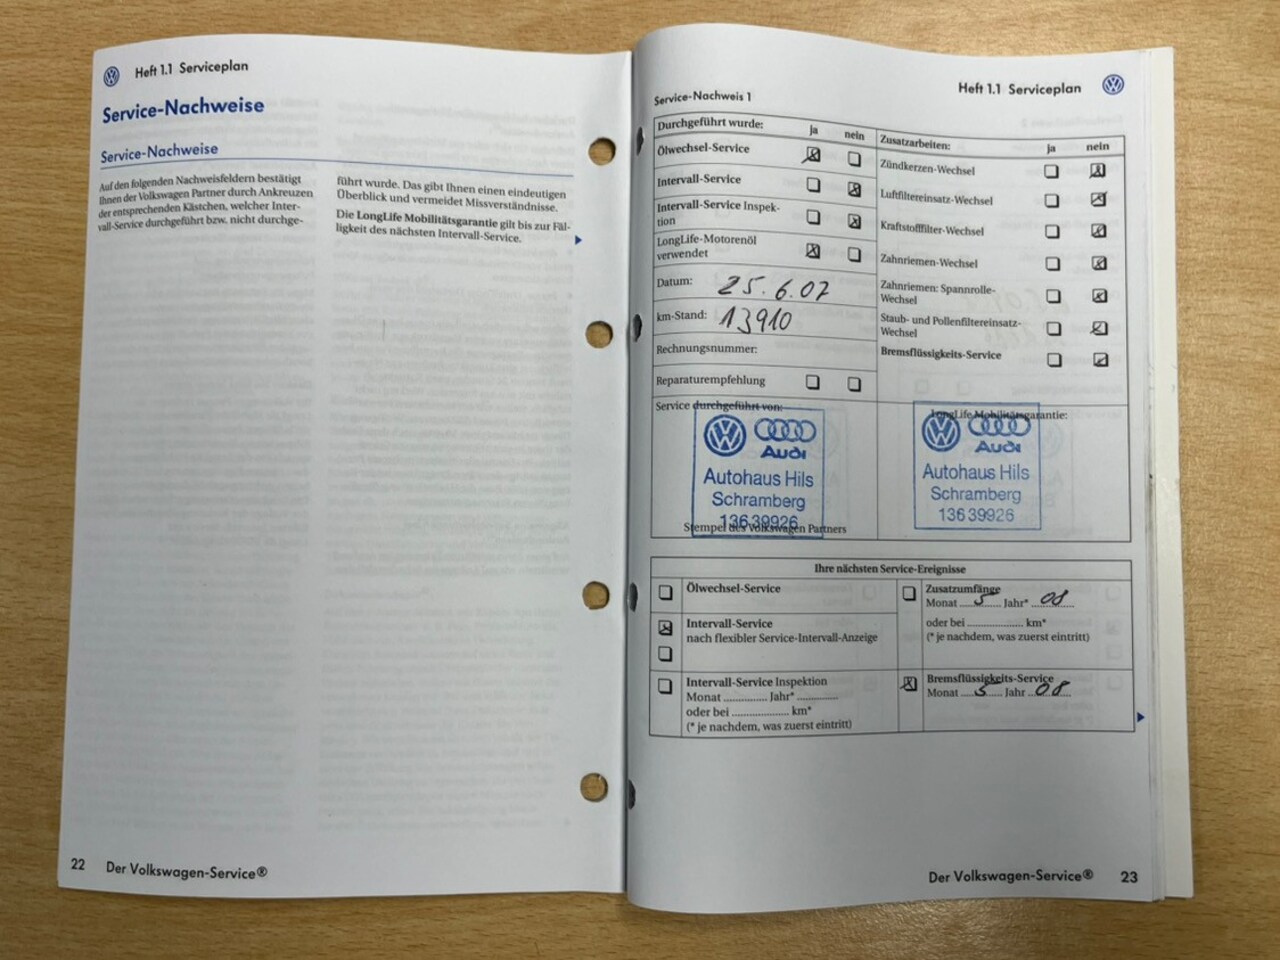 Heft 1.1 Serviceplan
Service-Nachweise
Service-Nachweise
Auf den folgenden Nachweisfeldern bestätigt
Ihnen der Volkswagen Partner durch Ankreuzen
der entsprechenden Kästchen, welcher Inter-
vall-Service durchgeführt bzw. nicht durchge-
führt wurde. Das gibt Ihnen einen eindeutigen
Überblick und vermeidet Missverständnisse.
Die LongLife Mobilitätsgarantie gilt bis zur Fäl-
ligkeit des nächsten Intervall-Service.
22 Der Volkswagen-Service®
Heft 1.1 Serviceplan
Service-Nachweis 1
Durchgeführt wurde: ja nein
Ölwechsel-Service
Intervall-Service
Intervall-Service Inspek-
tion
LongLife-Motorenöl
verwendet
Datum: 25.6.07
km-Stand: 13910
Rechnungsnummer:
Reparaturempfehlung
Zusatzarbeiten: ja nein
Zündkerzen-Wechsel
Luftfiltereinsatz-Wechsel
Kraftstofffilter-Wechsel
Zahnriemen-Wechsel
Zahnriemen: Spannrolle-
Wechsel
Staub- und Pollenfiltereinsatz-
Wechsel
Bremsflüssigkeits-Service
Service durchgeführt von:
Audi
Autohaus Hils
Schramberg
136 39926
Stempel des Volkswagen Partners
LongLife Mobilitätsgarantie:
Audi
Autohaus Hils
Schramberg
136 39926
Ihre nächsten Service-Ereignisse
Ölwechsel-Service
Intervall-Service
nach flexibler Service-Intervall-Anzeige
Intervall-Service Inspektion
Monat .............. Jahr* .............
oder bei .................... km*
(* je nachdem, was zuerst eintritt)
Zusatzumfänge
Monat 5 Jahr* 08
oder bei .................... km*
(* je nachdem, was zuerst eintritt)
Bremsflüssigkeits-Service
Monat 5 Jahr 08
Der Volkswagen-Service® 23